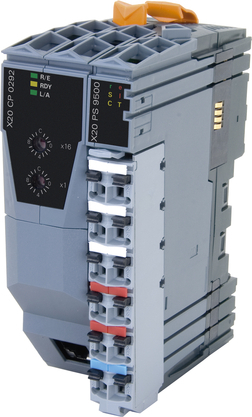 X20 CP 0292
R/E
RDY
L/A
x16
x1
X20 PS 9500
r e
S I
C T